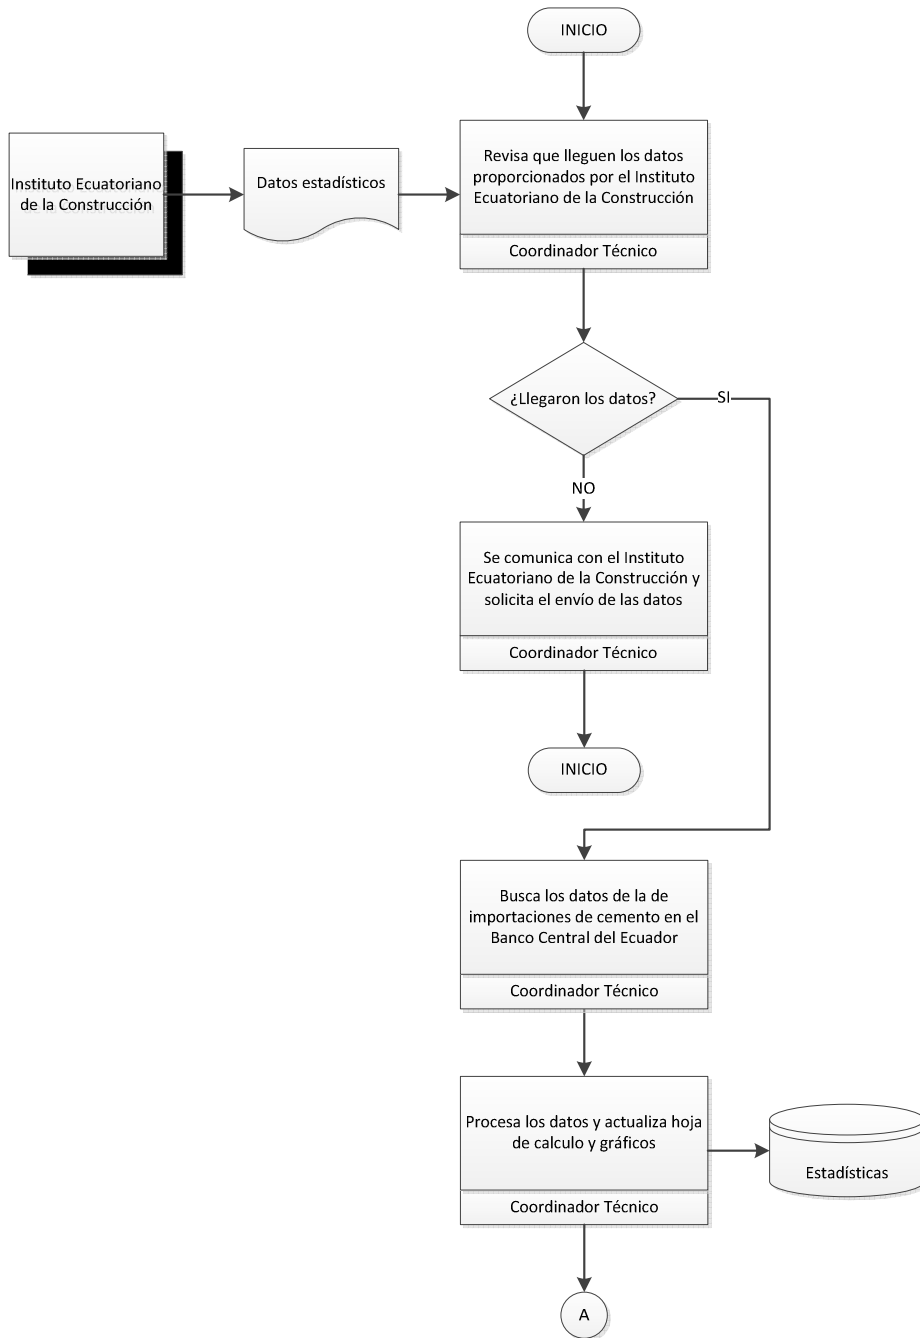 INICIO
Instituto Ecuatoriano
de la Construcción
Datos estadísticos
Revisa que lleguen los datos
proporcionados por el Instituto
Ecuatoriano de la Construcción
Coordinador Técnico
¿Llegaron los datos?
SI
NO
Se comunica con el Instituto
Ecuatoriano de la Construcción y
solicita el envío de las datos
Coordinador Técnico
INICIO
Busca los datos de la de
importaciones de cemento en el
Banco Central del Ecuador
Coordinador Técnico
Procesa los datos y actualiza hoja
de calculo y gráficos
Coordinador Técnico
Estadísticas
A